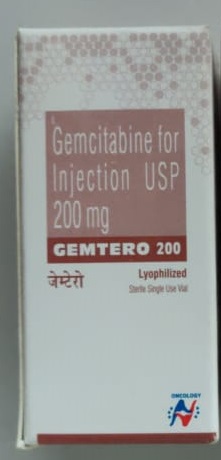 Gemcitabine for
Injection USP
200 mg
GEMTERO 200
जेम्टेरो
Lyophilized
Sterile Single Use Vial
ONCOLOGY